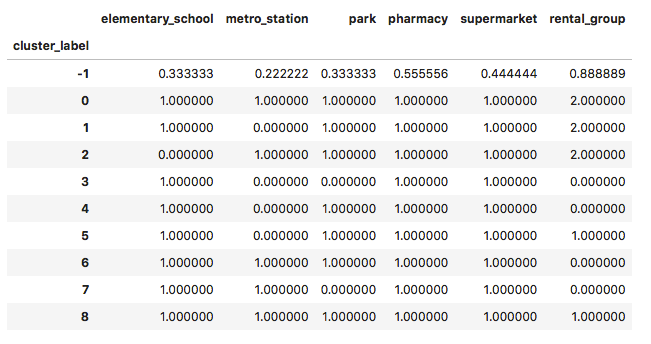 elementary_school metro_station park pharmacy supermarket rental_group
cluster_label
-1 0.333333 0.222222 0.333333 0.555556 0.444444 0.888889
0 1.000000 1.000000 1.000000 1.000000 1.000000 2.000000
1 1.000000 0.000000 1.000000 1.000000 1.000000 2.000000
2 0.000000 1.000000 1.000000 1.000000 1.000000 2.000000
3 1.000000 0.000000 0.000000 1.000000 1.000000 0.000000
4 1.000000 0.000000 1.000000 1.000000 1.000000 0.000000
5 1.000000 0.000000 1.000000 1.000000 1.000000 1.000000
6 1.000000 1.000000 1.000000 1.000000 1.000000 0.000000
7 1.000000 1.000000 0.000000 1.000000 1.000000 0.000000
8 1.000000 1.000000 1.000000 1.000000 1.000000 1.000000